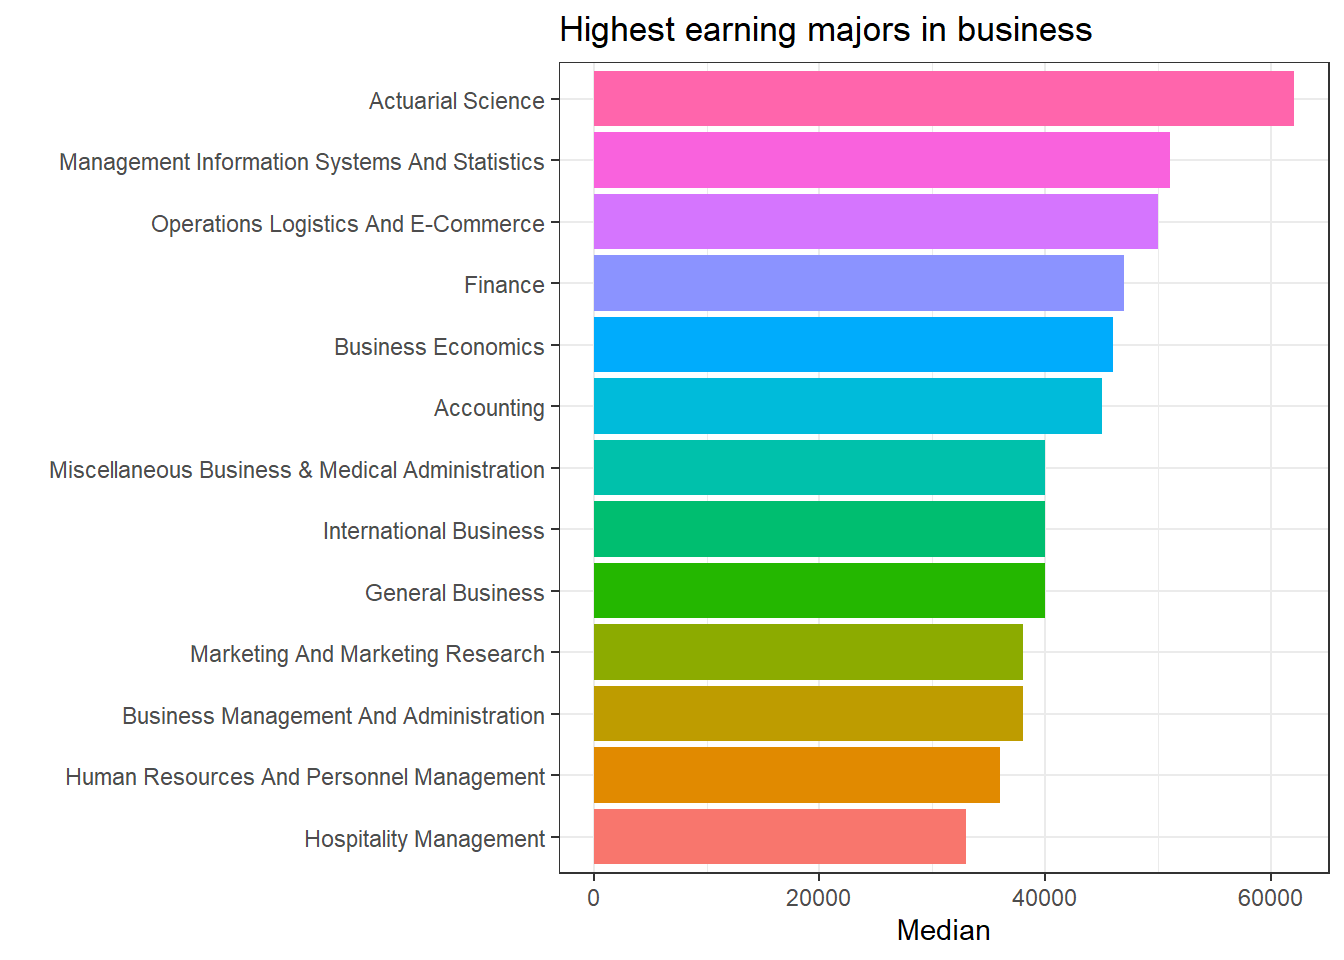 Highest earning majors in business
Actuarial Science
Management Information Systems And Statistics
Operations Logistics And E-Commerce
Finance
Business Economics
Accounting
Miscellaneous Business & Medical Administration
International Business
General Business
Marketing And Marketing Research
Business Management And Administration
Human Resources And Personnel Management
Hospitality Management
0 20000 40000 60000
Median